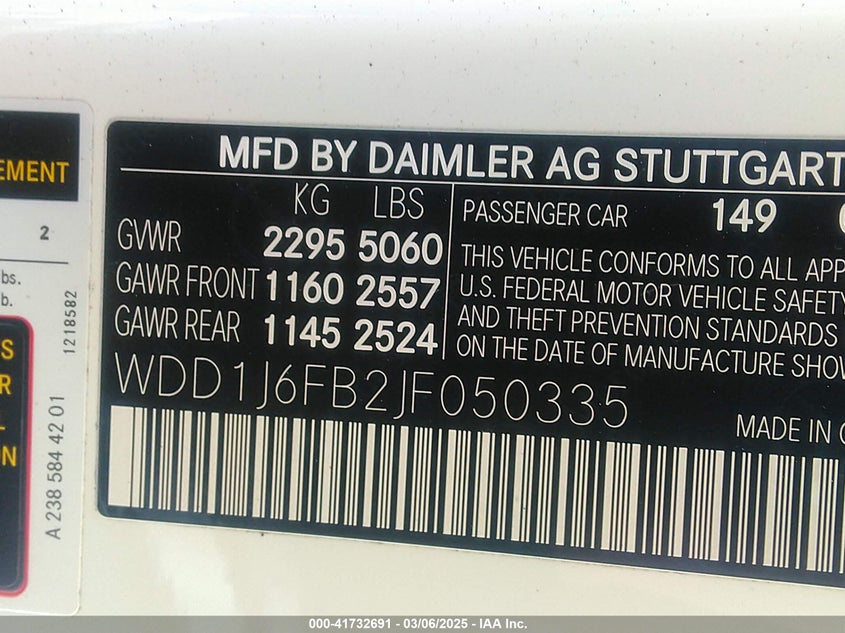 EMENT
2
bs.
b.
1218582
S
R
L
ON
A 238 584 42 01
MFD BY DAIMLER AG STUTTGART
KG LBS
GVWR 2295 5060
GAWR FRONT 1160 2557
GAWR REAR 1145 2524
PASSENGER CAR 149
THIS VEHICLE CONFORMS TO ALL APP
U.S. FEDERAL MOTOR VEHICLE SAFETY
AND THEFT PREVENTION STANDARDS
ON THE DATE OF MANUFACTURE SHOW
WDD1J6FB2JF050335
MADE IN G
000-41732691 - 03/06/2025 - IAA Inc.